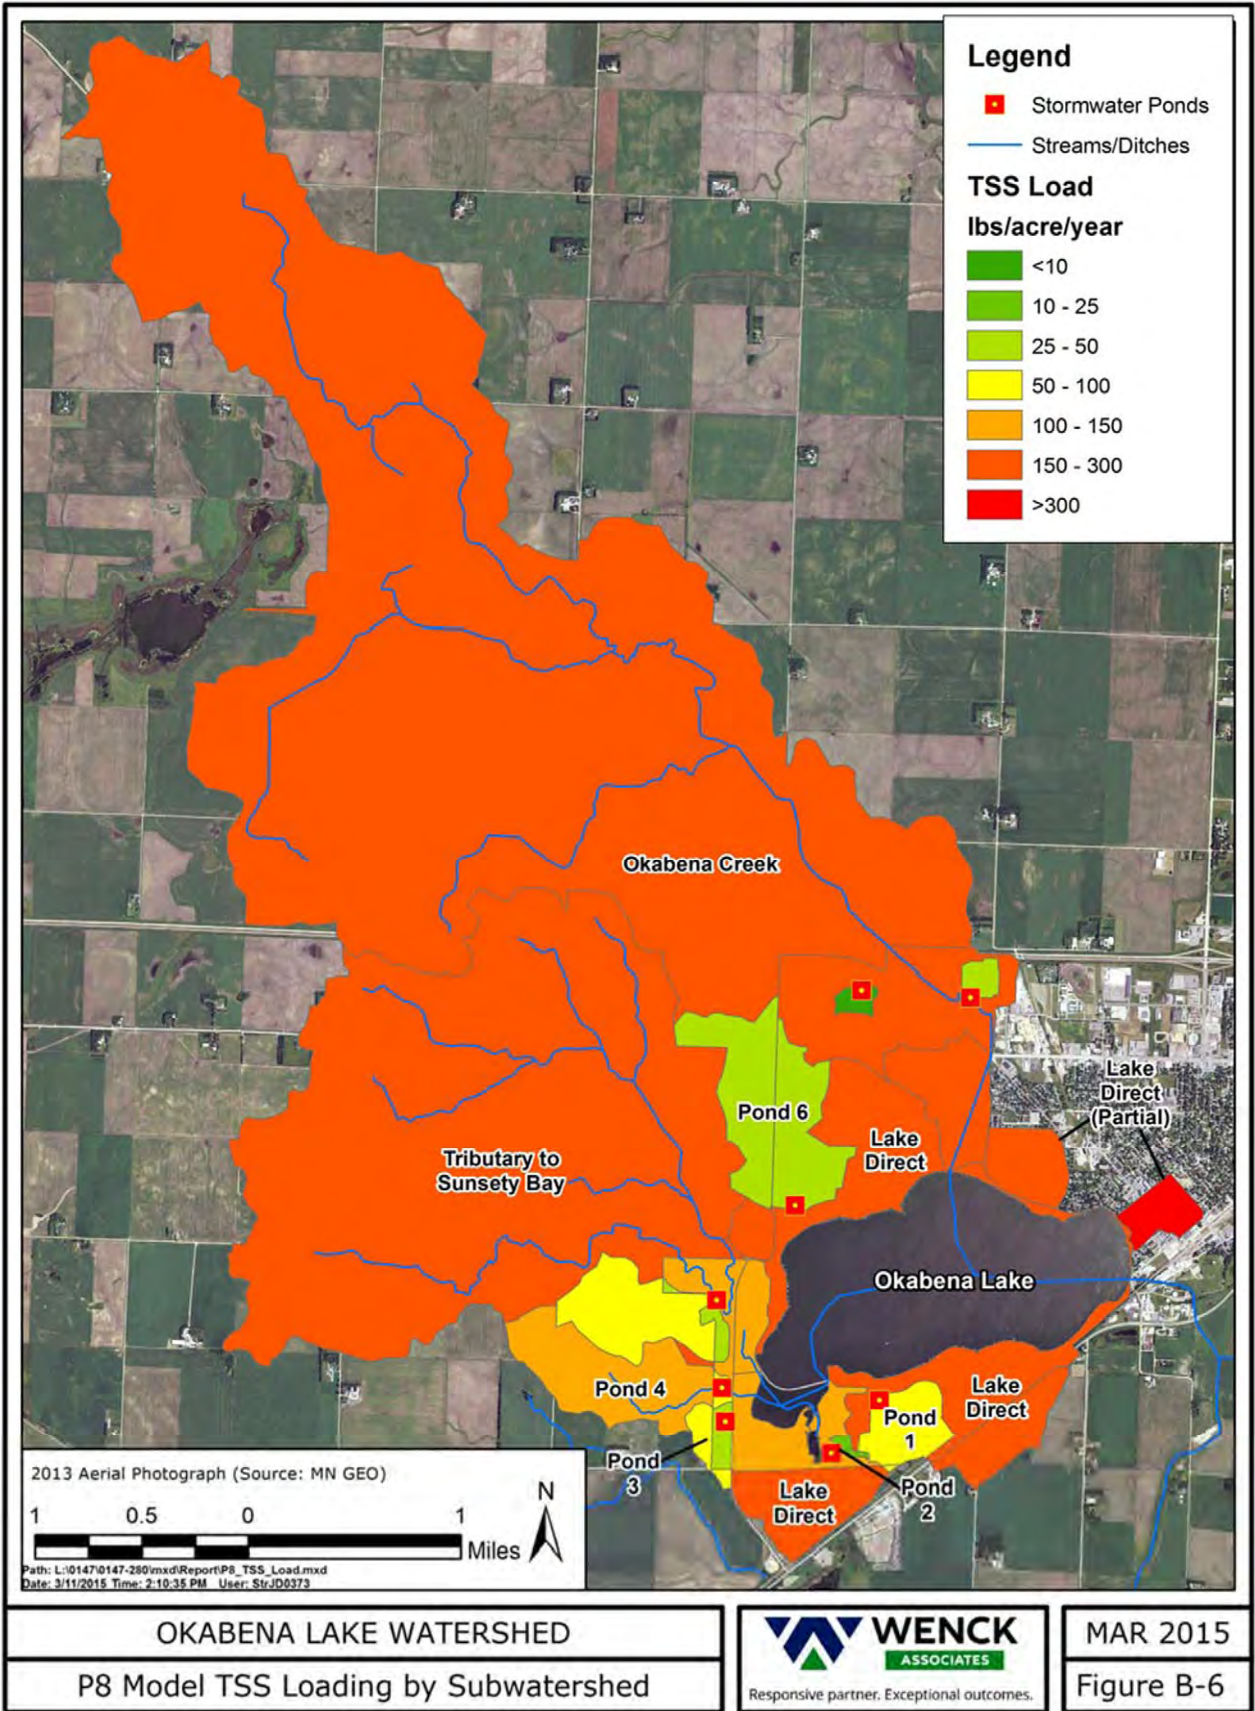 Legend
Stormwater Ponds
Streams/Ditches
TSS Load
lbs/acre/year
<10
10 - 25
25 - 50
50 - 100
100 - 150
150 - 300
>300
Okabena Creek
Lake
Direct
(Partial)
Pond 6
Lake
Direct
Tributary to
Sunsety Bay
Okabena Lake
Pond 4
Lake
Direct
Pond
1
Pond
3
Pond
2
Lake
Direct
2013 Aerial Photograph (Source: MN GEO)
1 0.5 0 1
Miles
N
Path: L:\0147\0147-280\mxd\Report\P8_TSS_Load.mxd
Date: 3/11/2015 Time: 2:10:35 PM User: StrJD0373
OKABENA LAKE WATERSHED
P8 Model TSS Loading by Subwatershed
WENCK
ASSOCIATES
Responsive partner. Exceptional outcomes.
MAR 2015
Figure B-6